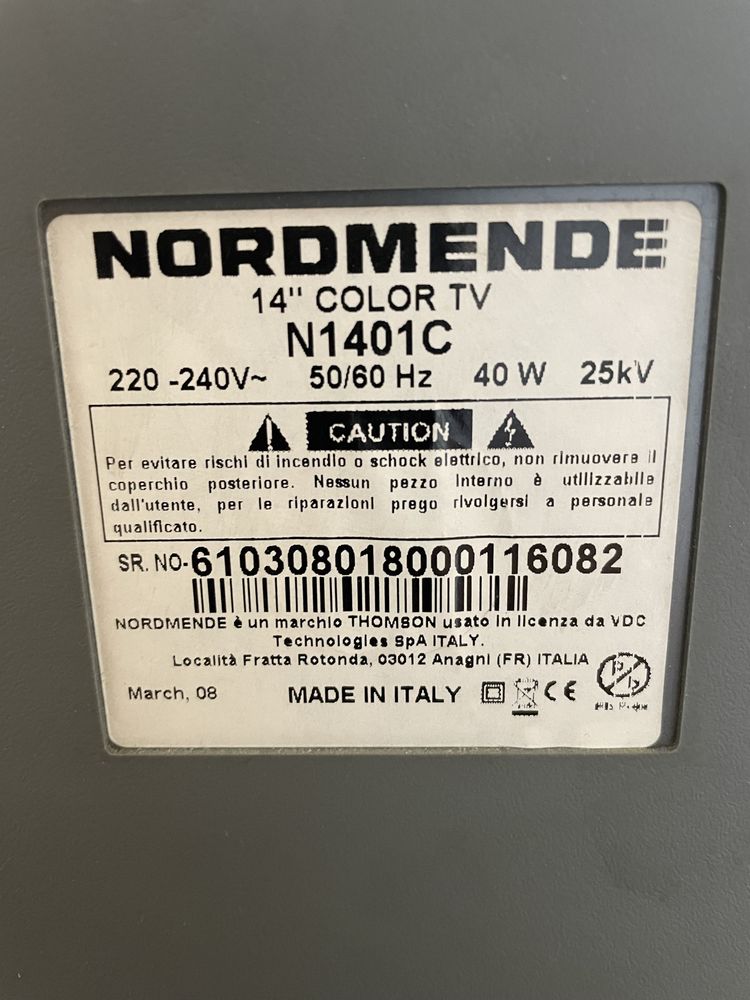 NORDMENDE
14" COLOR TV
N1401C
220 -240V~ 50/60 Hz 40 W 25kV
CAUTION
Per evitare rischi di incendio o schock elettrico, non rimuovere il
coperchio posteriore. Nessun pezzo interno è utilizzabile
dall'utente, per le riparazioni prego rivolgersi a personale
qualificato.
SR. NO-610308018000116082
NORDMENDE è un marchio THOMSON usato in licenza da VDC
Technologies SpA ITALY.
Località Fratta Rotonda, 03012 Anagni (FR) ITALIA
March, 08 MADE IN ITALY CE